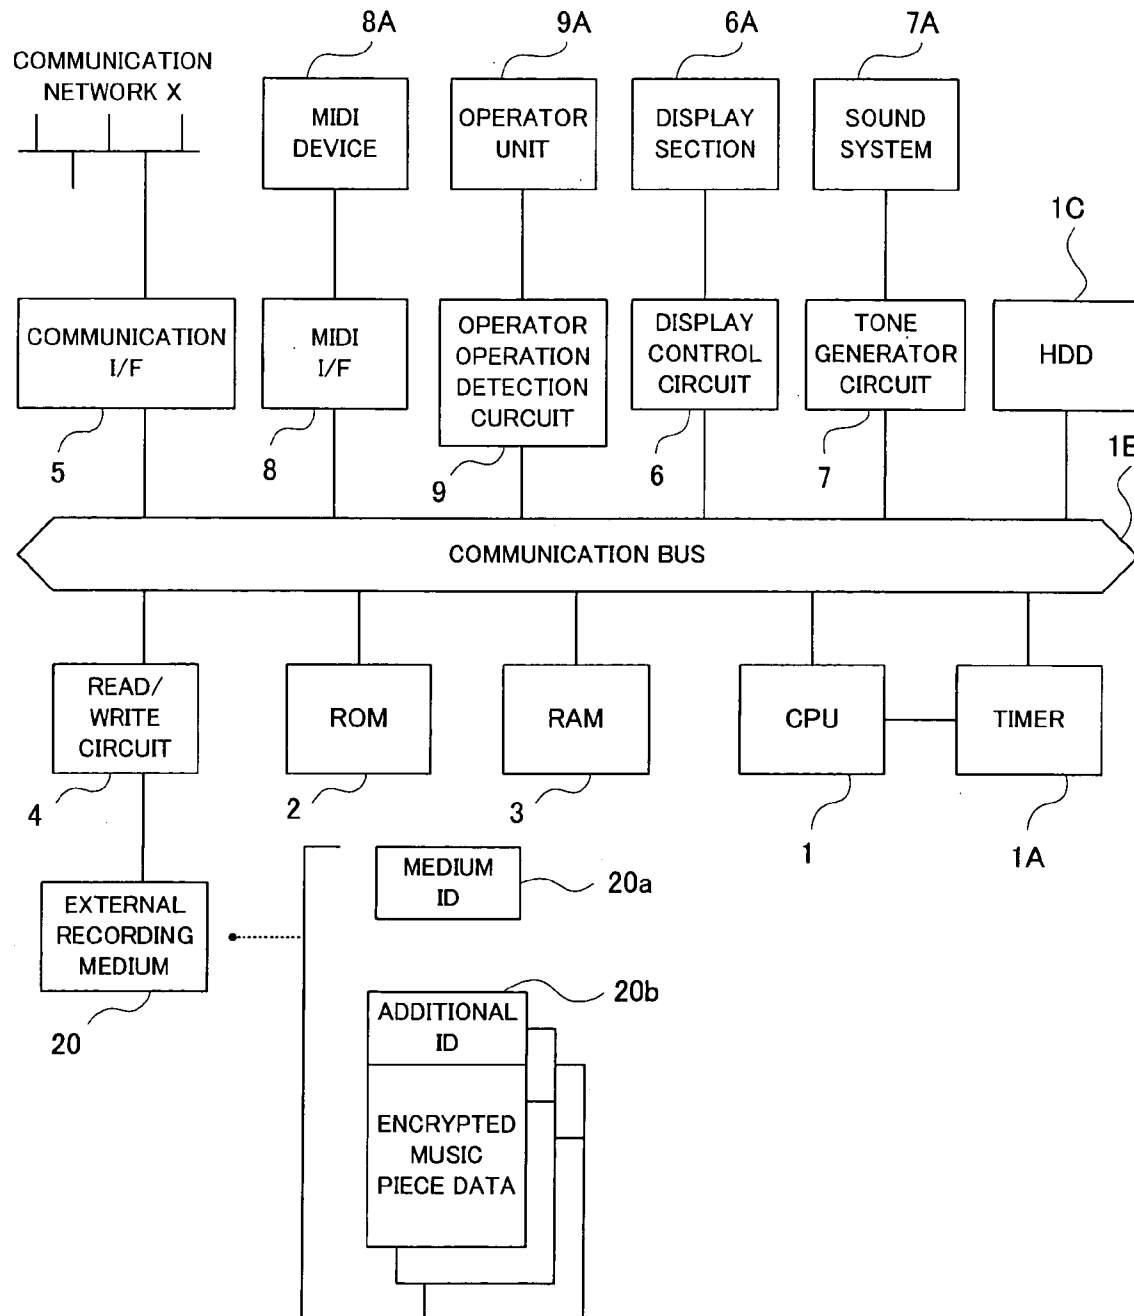 8A
9A
6A
7A
COMMUNICATION
NETWORK X
MIDI
DEVICE
OPERATOR
UNIT
DISPLAY
SECTION
SOUND
SYSTEM
1C
COMMUNICATION
I/F
MIDI
I/F
OPERATOR
OPERATION
DETECTION
CURCUIT
DISPLAY
CONTROL
CIRCUIT
TONE
GENERATOR
CIRCUIT
HDD
5
8
9
6
7
1B
COMMUNICATION BUS
READ/
WRITE
CIRCUIT
ROM
RAM
CPU
TIMER
4
2
3
1
1A
EXTERNAL
RECORDING
MEDIUM
20
MEDIUM
ID
20a
20b
ADDITIONAL
ID
ENCRYPTED
MUSIC
PIECE DATA